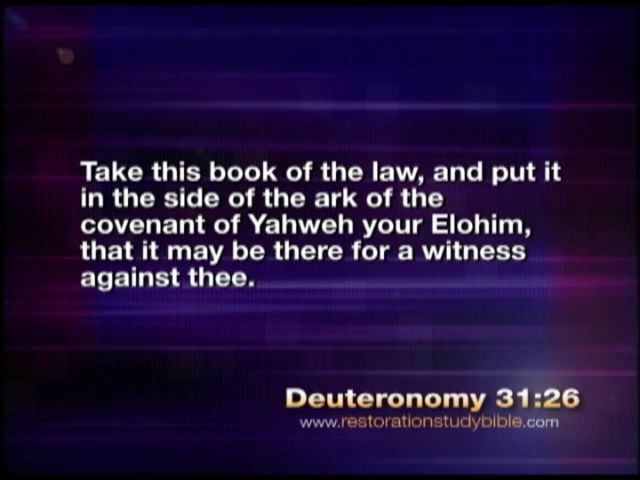 Take this book of the law, and put it
in the side of the ark of the
covenant of Yahweh your Elohim,
that it may be there for a witness
against thee.
Deuteronomy 31:26
www.restorationstudybible.com